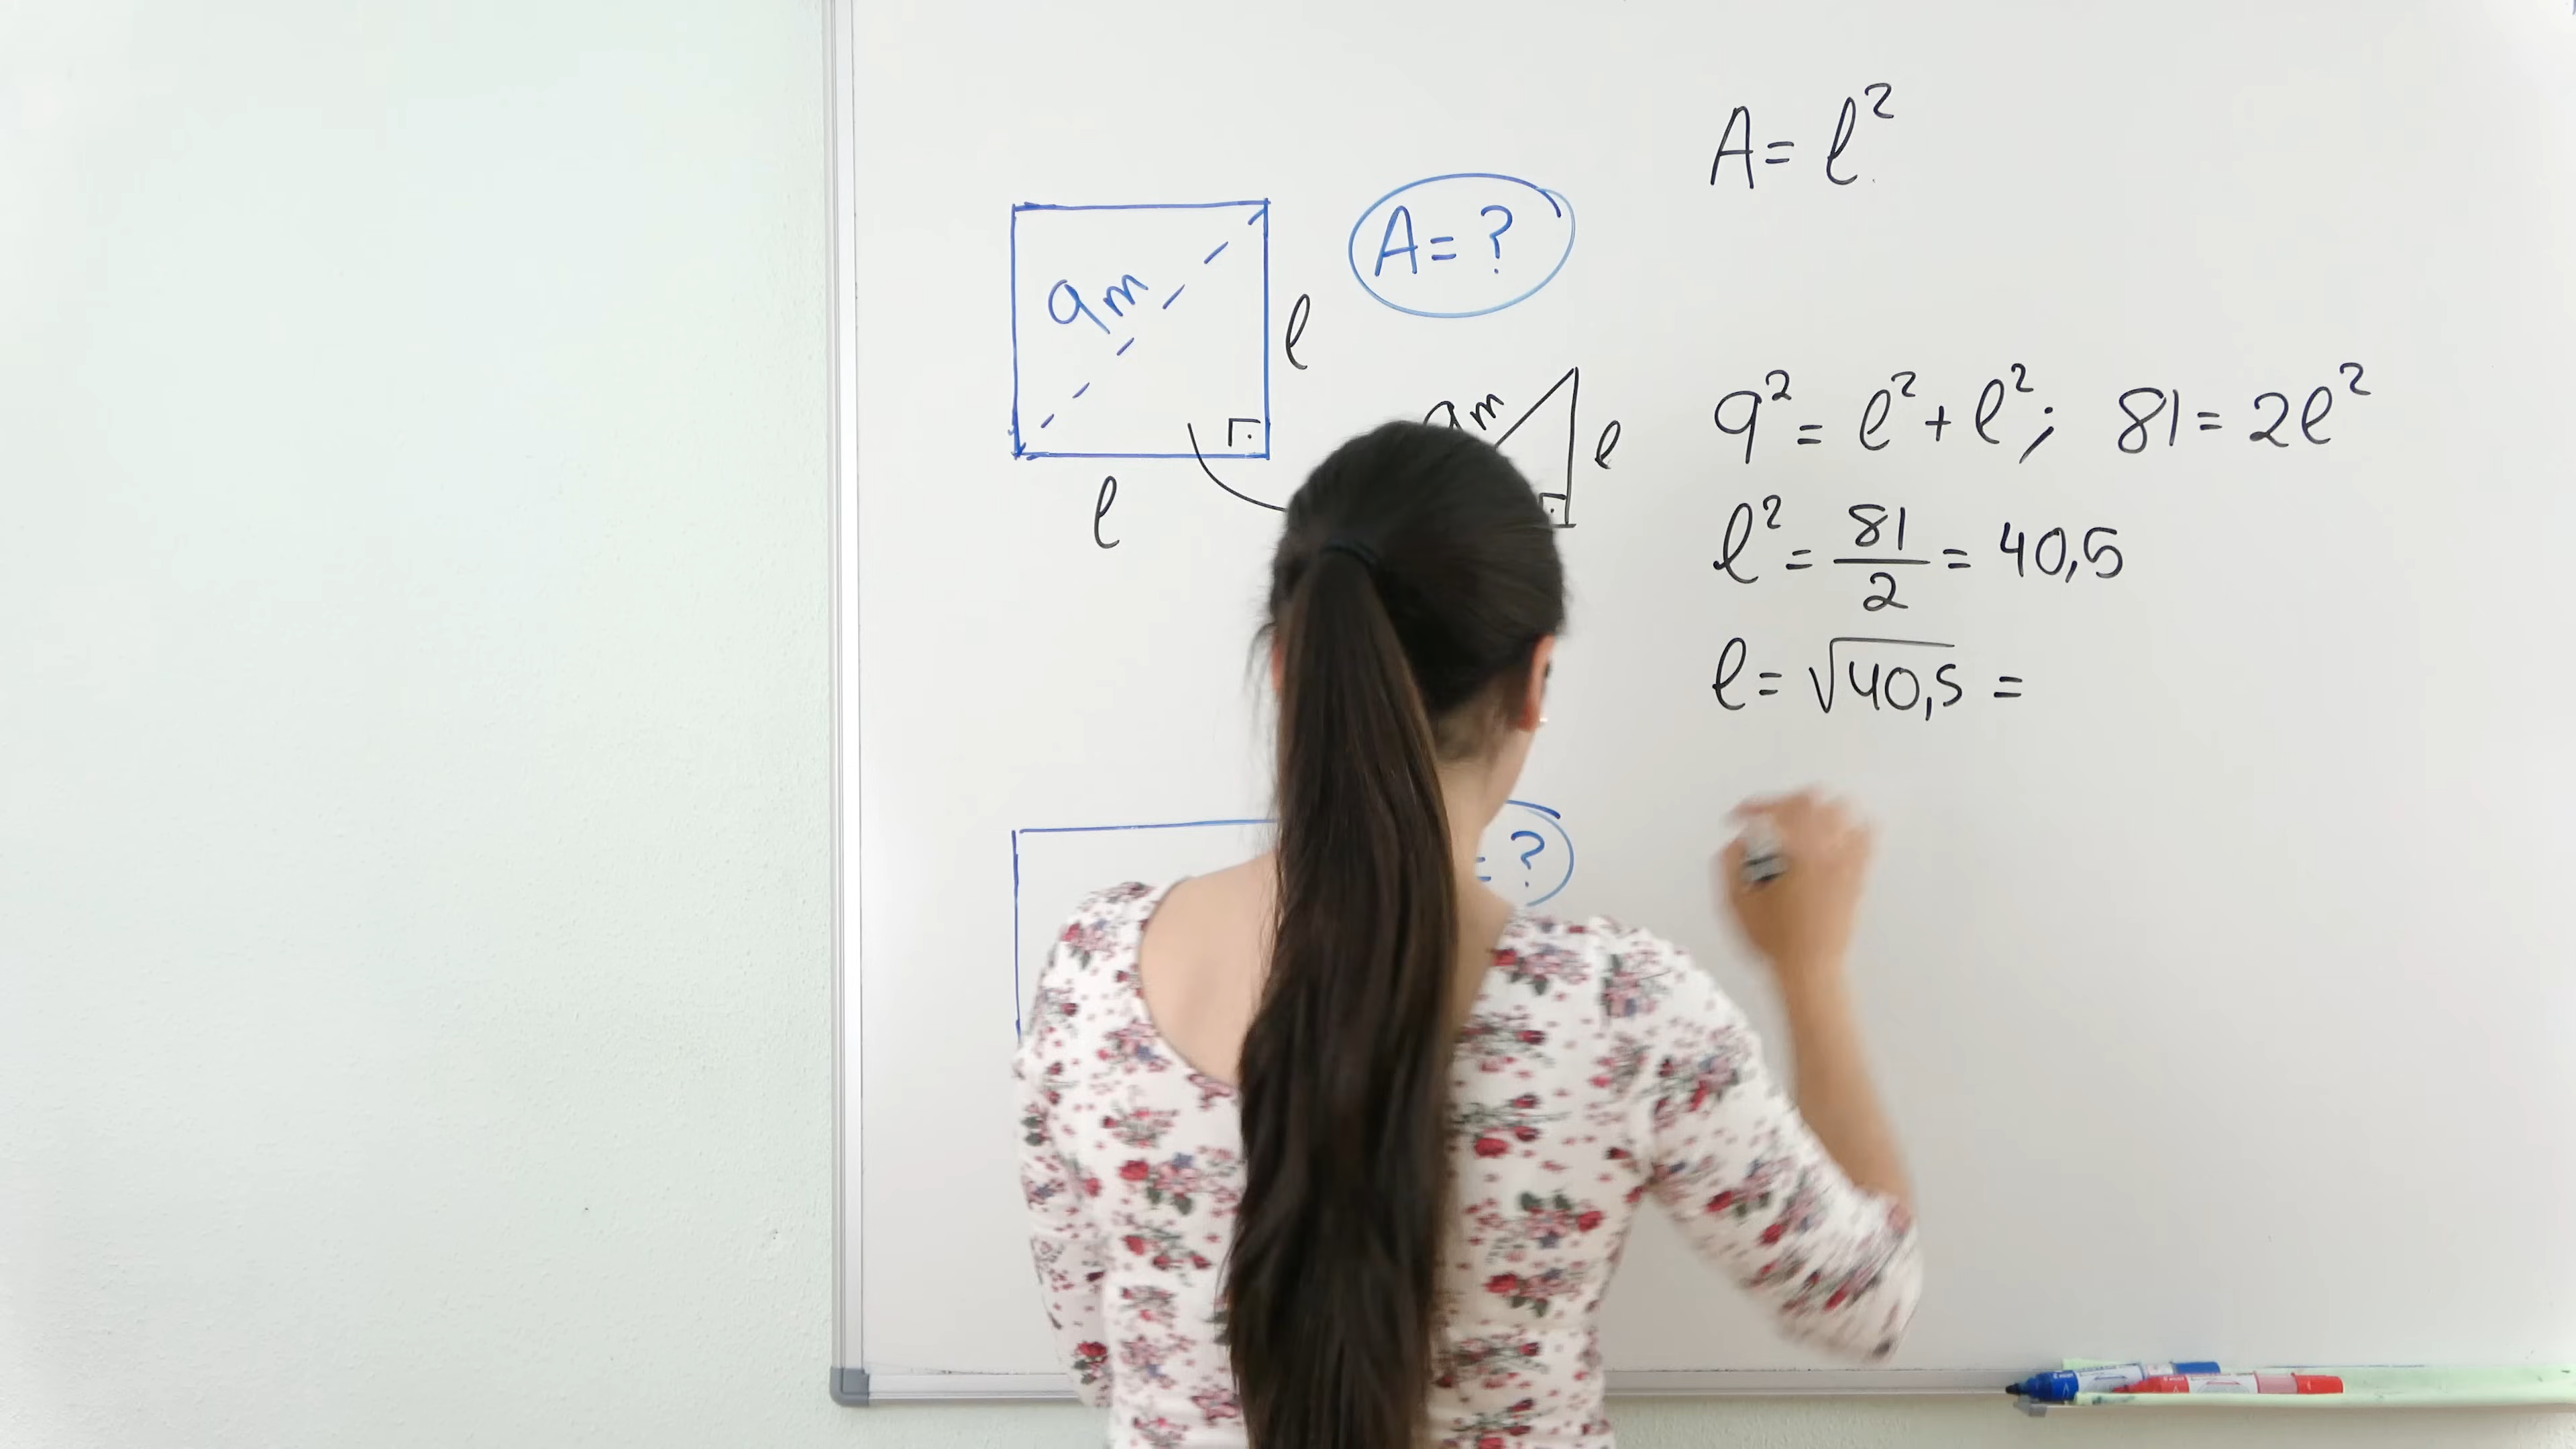 A = ℓ²
A = ?
9m
ℓ
ℓ
9m
ℓ
9² = ℓ² + ℓ²; 81 = 2ℓ²
ℓ² = 81/2 = 40,5
ℓ = √40,5 =
= ?